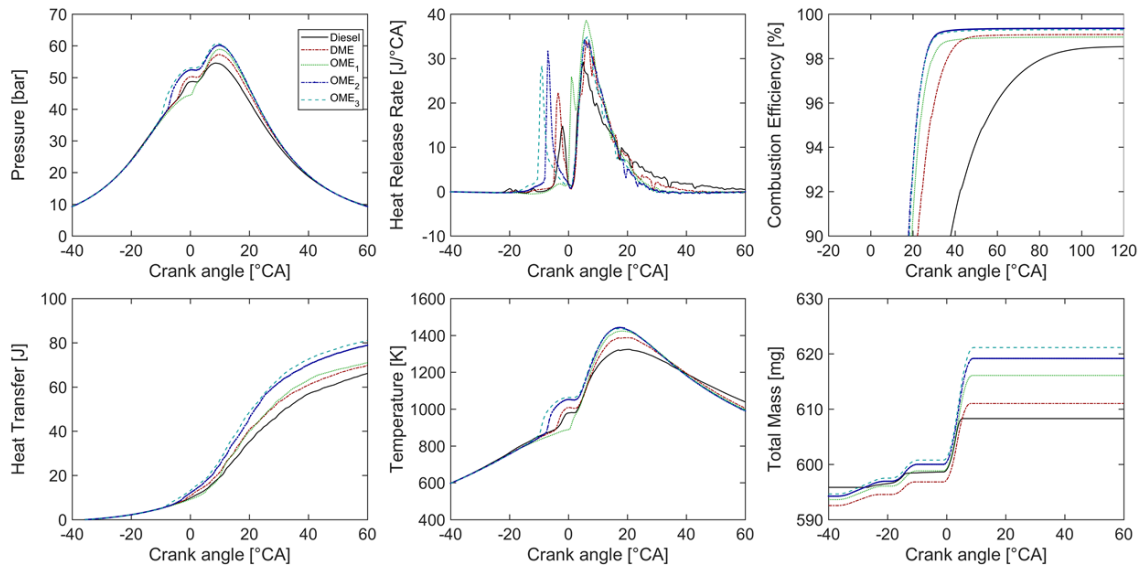 Pressure [bar]
70
60
50
40
30
20
10
0
-40 -20 0 20 40 60
Crank angle [°CA]
Diesel
DME
OME₁
OME₂
OME₃
Heat Release Rate [J/°CA]
40
30
20
10
0
-10
-40 -20 0 20 40 60
Crank angle [°CA]
Combustion Efficiency [%]
100
98
96
94
92
90
-20 0 20 40 60 80 100 120
Crank angle [°CA]
Heat Transfer [J]
100
80
60
40
20
0
-40 -20 0 20 40 60
Crank angle [°CA]
Temperature [K]
1600
1400
1200
1000
800
600
400
-40 -20 0 20 40 60
Crank angle [°CA]
Total Mass [mg]
630
620
610
600
590
-40 -20 0 20 40 60
Crank angle [°CA]